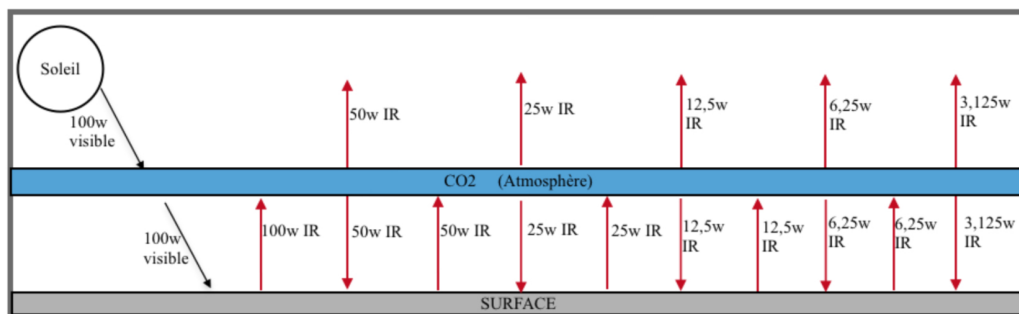 Soleil
100w
visible
50w IR
25w IR
12,5w
IR
6,25w
IR
3,125w
IR
CO2 (Atmosphère)
100w
visible
100w IR
50w IR
50w IR
25w IR
25w IR
12,5w
IR
12,5w
IR
6,25w
IR
6,25w
IR
3,125w
IR
SURFACE